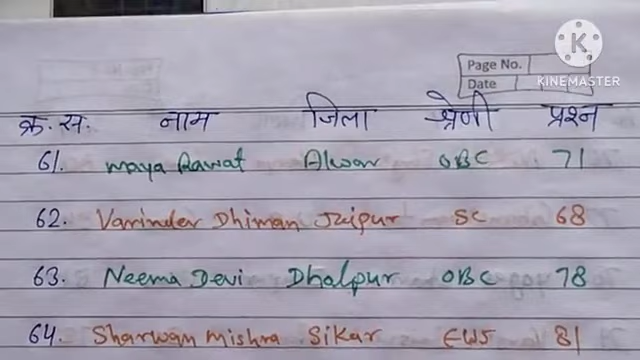 Page No.
Date
KINEMASTER
क्र. स. नाम जिला श्रेणी प्रश्न
61. Maya Rawat Alwar OBC 71
62. Varinder Dhiman Jaipur SC 68
63. Neema Devi Dhalpur OBC 78
64. Sharwan Mishra Sikar EWS 81